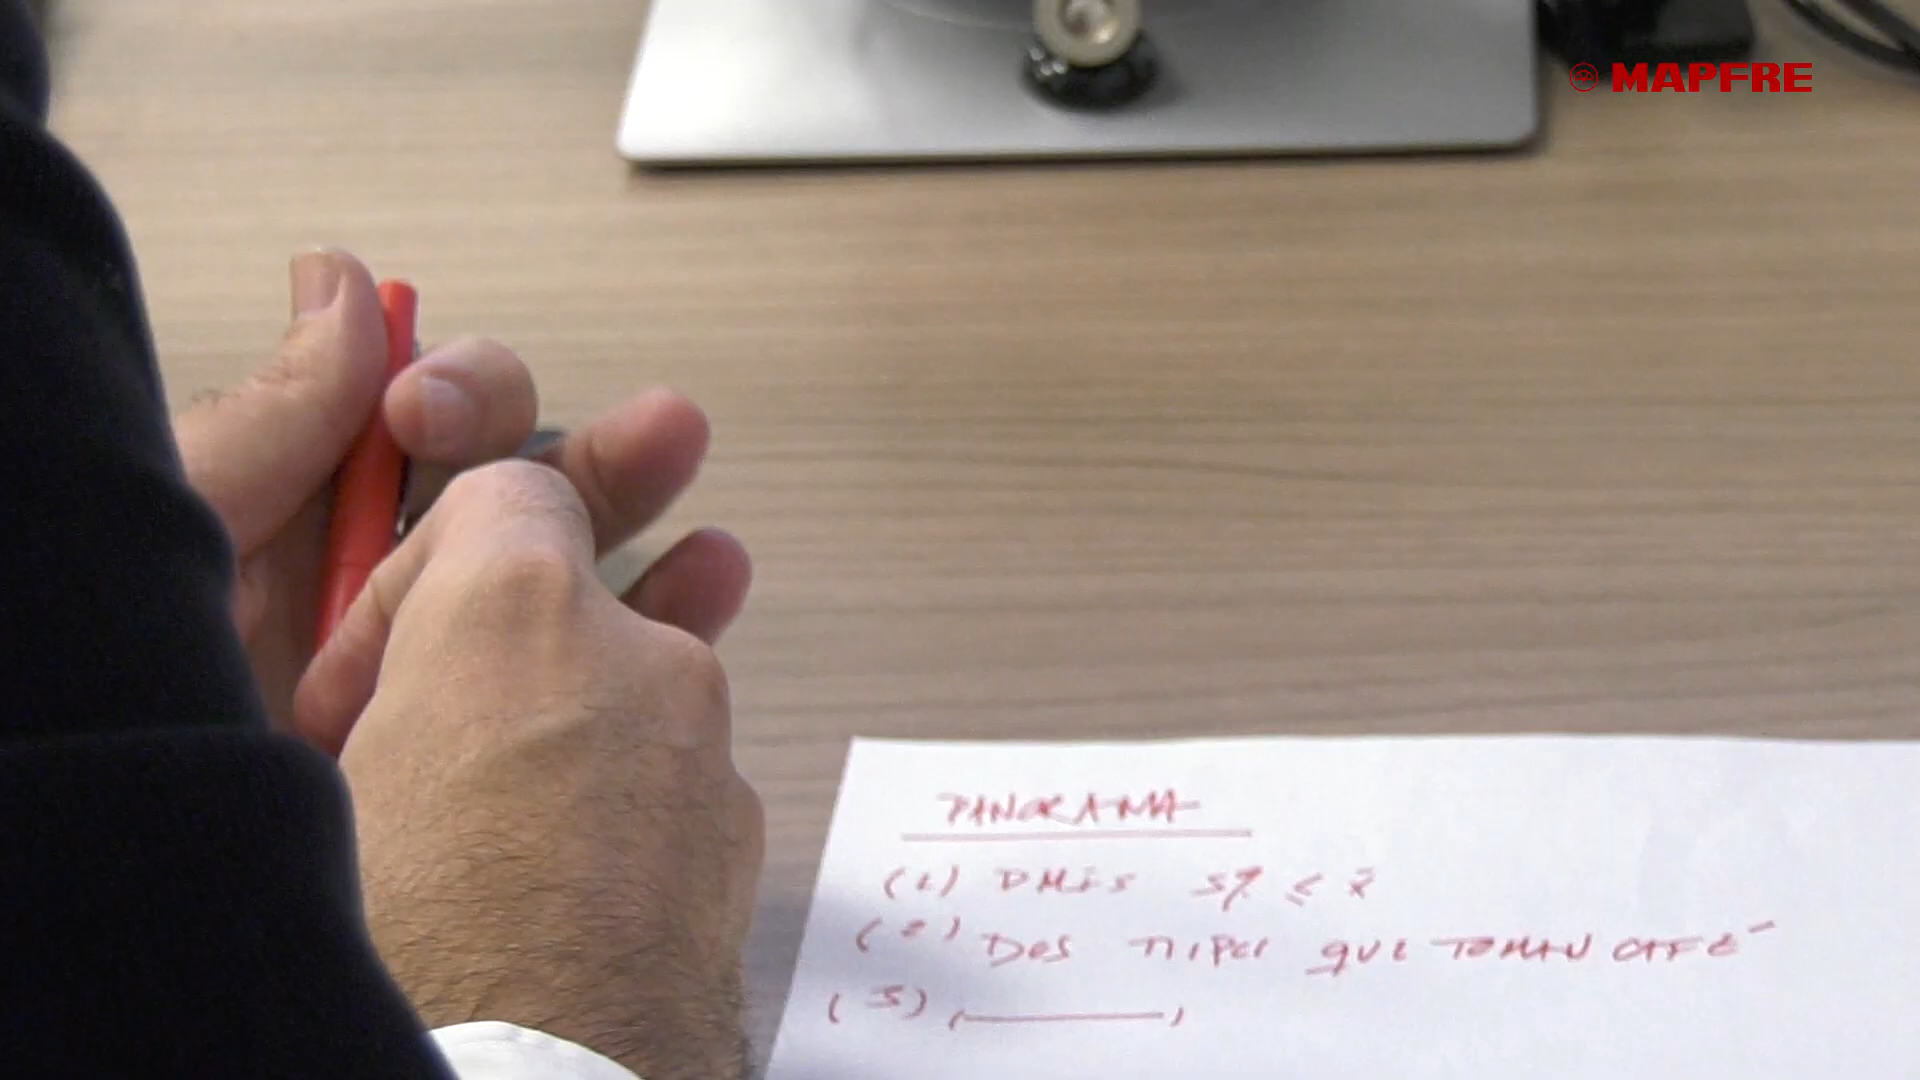 MAPFRE
PANORAMA
(1) DMIS 5% ≤ x̄
(2) DOS TIPOS QUE TOMAN CAFÉ
(3)